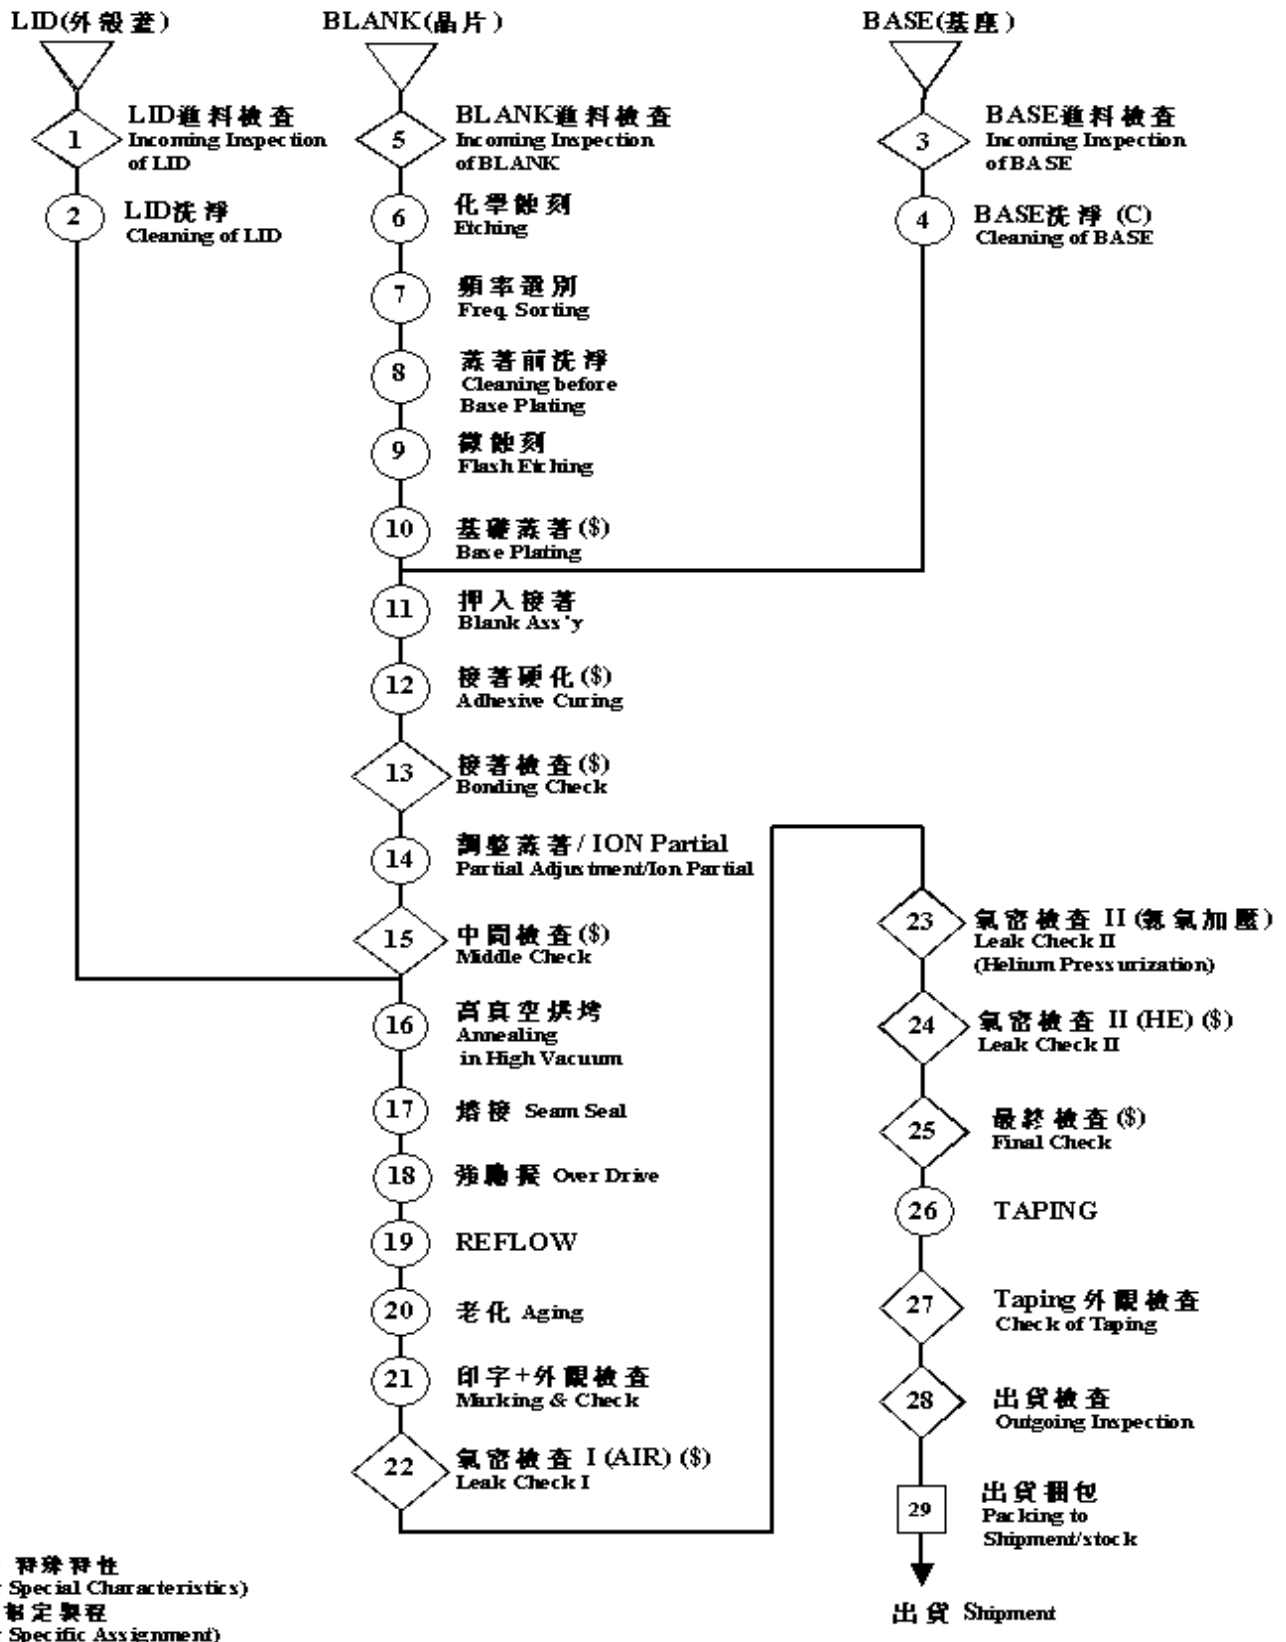 LID(外殼蓋)
BLANK(晶片)
BASE(基座)
1
LID進料檢查
Incoming Inspection
of LID
2
LID洗淨
Cleaning of LID
5
BLANK進料檢查
Incoming Inspection
of BLANK
6
化學蝕刻
Etching
7
頻率選別
Freq. Sorting
8
蒸著前洗淨
Cleaning before
Base Plating
9
微蝕刻
Flash Etching
10
基礎蒸著($)
Base Plating
3
BASE進料檢查
Incoming Inspection
of BASE
4
BASE洗淨 (C)
Cleaning of BASE
11
押入接著
Blank Ass'y
12
接著硬化($)
Adhesive Curing
13
接著檢查($)
Bonding Check
14
調整蒸著/ ION Partial
Partial Adjustment/Ion Partial
15
中間檢查($)
Middle Check
16
高真空烘烤
Annealing
in High Vacuum
17
熔接 Seam Seal
18
強勵振 Over Drive
19
REFLOW
20
老化 Aging
21
印字+外觀檢查
Marking & Check
22
氣密檢查 I (AIR) ($)
Leak Check I
23
氣密檢查 II (氦氣加壓)
Leak Check II
(Helium Pressurization)
24
氣密檢查 II (HE) ($)
Leak Check II
25
最終檢查($)
Final Check
26
TAPING
27
Taping 外觀檢查
Check of Taping
28
出貨檢查
Outgoing Inspection
29
出貨捆包
Packing to
Shipment/stock
出貨 Shipment
: 特殊特性
Special Characteristics)
指定製程
Specific Assignment)